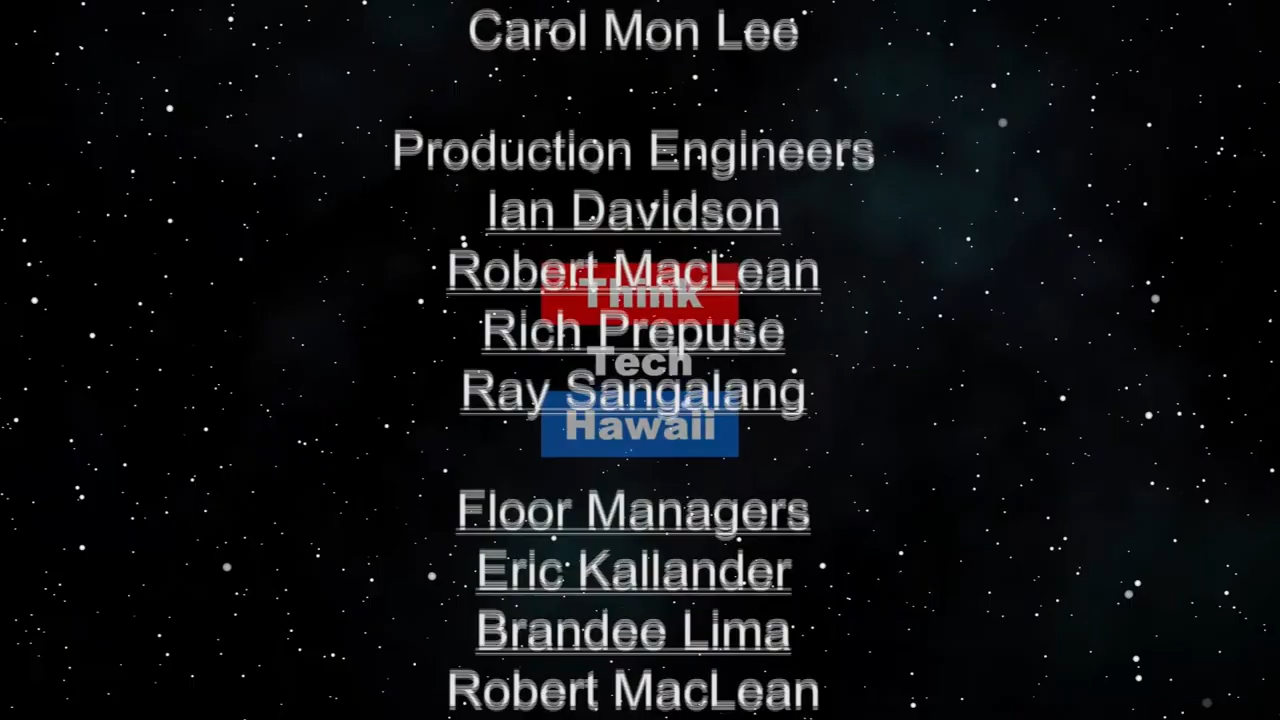 Carol Mon Lee
Production Engineers
Ian Davidson
Robert MacLean
Think
Rich Prepuse
Tech
Ray Sangalang
Hawaii
Floor Managers
Eric Kallander
Brandee Lima
Robert MacLean